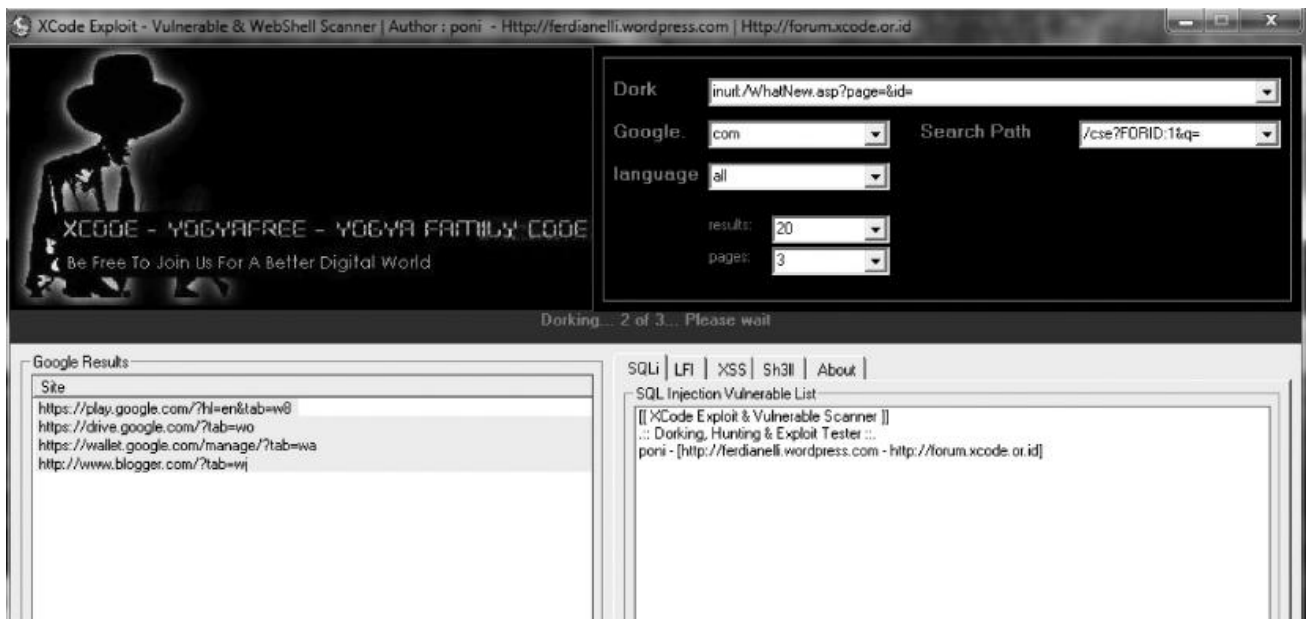 XCode Exploit - Vulnerable & WebShell Scanner | Author : poni - Http://ferdianelli.wordpress.com | Http://forum.xcode.or.id
Dork
inurl:/WhatNew.asp?page=&id=
Google.
com
Search Path
/cse?FORID:1&q=
language
all
results:
20
pages:
3
XCODE - YOGYAFREE - YOGYA FAMILY CODE
Be Free To Join Us For A Better Digital World
Dorking... 2 of 3... Please wait
Google Results
Site
https://play.google.com/?hl=en&tab=w8
https://drive.google.com/?tab=wo
https://wallet.google.com/manage/?tab=wa
http://www.blogger.com/?tab=wj
SQLi
LFI
XSS
Sh3ll
About
SQL Injection Vulnerable List
[[ XCode Exploit & Vulnerable Scanner ]]
.:: Dorking, Hunting & Exploit Tester ::.
poni - [http://ferdianelli.wordpress.com - http://forum.xcode.or.id]